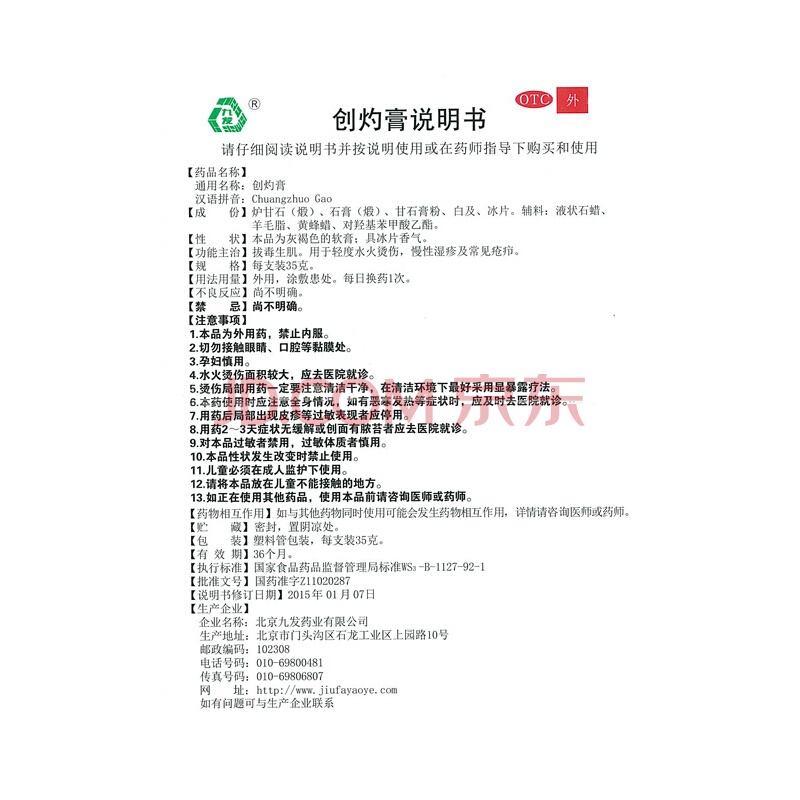 九发 ®
OTC 外
创灼膏说明书
请仔细阅读说明书并按说明使用或在药师指导下购买和使用
【药品名称】
通用名称：创灼膏
汉语拼音：Chuangzhuo Gao
【成　份】炉甘石（煅）、石膏（煅）、甘石膏粉、白及、冰片。辅料：液状石蜡、
羊毛脂、黄蜂蜡、对羟基苯甲酸乙酯。
【性　状】本品为灰褐色的软膏；具冰片香气。
【功能主治】拔毒生肌。用于轻度水火烫伤，慢性湿疹及常见疮疖。
【规　格】每支装35克。
【用法用量】外用，涂敷患处。每日换药1次。
【不良反应】尚不明确。
【禁　忌】尚不明确。
【注意事项】
1.本品为外用药，禁止内服。
2.切勿接触眼睛、口腔等黏膜处。
3.孕妇慎用。
4.水火烫伤面积较大，应去医院就诊。
5.烫伤局部用药一定要注意清洁干净，在清洁环境下最好采用显暴露疗法。
6.本药使用时应注意全身情况，如有恶寒发热等症状时，应及时去医院就诊。
7.用药后局部出现皮疹等过敏表现者应停用。
8.用药2～3天症状无缓解或创面有脓苔者应去医院就诊。
9.对本品过敏者禁用，过敏体质者慎用。
10.本品性状发生改变时禁止使用。
11.儿童必须在成人监护下使用。
12.请将本品放在儿童不能接触的地方。
13.如正在使用其他药品，使用本品前请咨询医师或药师。
【药物相互作用】如与其他药物同时使用可能会发生药物相互作用，详情请咨询医师或药师。
【贮　藏】密封，置阴凉处。
【包　装】塑料管包装，每支装35克。
【有 效 期】36个月。
【执行标准】国家食品药品监督管理局标准WS₃-B-1127-92-1
【批准文号】国药准字Z11020287
【说明书修订日期】2015年01月07日
【生产企业】
企业名称：北京九发药业有限公司
生产地址：北京市门头沟区石龙工业区上园路10号
邮政编码：102308
电话号码：010-69800481
传真号码：010-69806807
网　址：http://www.jiufayaoye.com
如有问题可与生产企业联系
JD.COM 京东